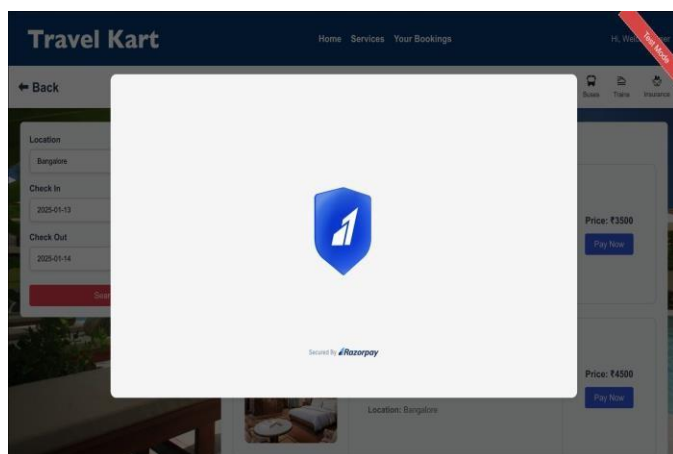 Travel Kart
Home Services Your Bookings
Hi,
Test Mode
Back
Buses Trains Insurance
Location
Bangalore
Check In
2025-01-13
Price: ₹3500
Pay Now
Check Out
2025-01-14
Secured By Razorpay
Price: ₹4500
Pay Now
Location: Bangalore